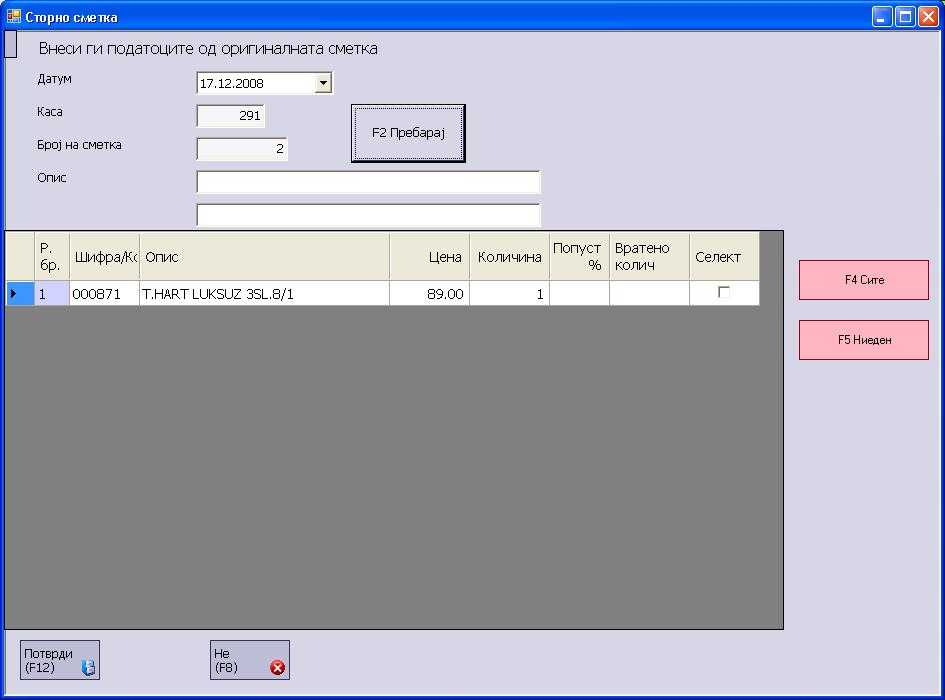 Сторно сметка
Внеси ги податоците од оригиналната сметка
Датум
17.12.2008
Каса
291
F2 Пребарај
Број на сметка
2
Опис
Р. бр.
Шифра/Кс
Опис
Цена
Количина
Попуст %
Вратено колич
Селект
1
000871
T.HART LUKSUZ 3SL.8/1
89.00
1
F4 Сите
F5 Ниеден
Потврди
(F12)
Не
(F8)